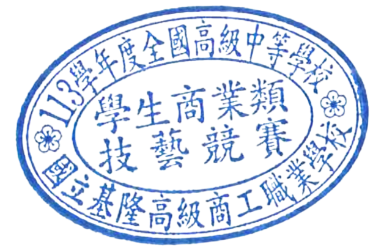 113學年度全國高級中等學校
學生商業類
技藝競賽
國立基隆高級商工職業學校